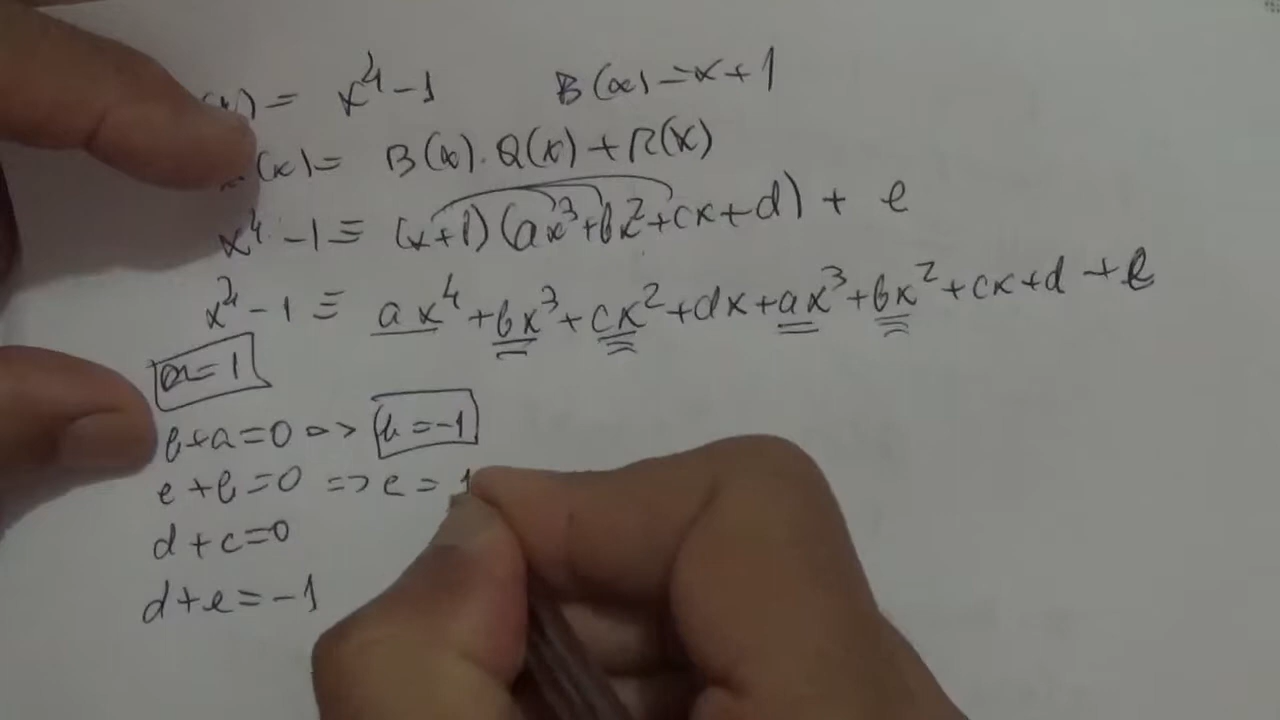 (x) = x⁴ - 1 B(x) = x + 1
(x) = B(x) . Q(x) + R(x)
x⁴ - 1 ≡ (x+1) (ax³ + bx² + cx + d) + e
x⁴ - 1 ≡ ax⁴ + bx³ + cx² + dx + ax³ + bx² + cx + d + e
a = 1
b + a = 0 => b = -1
c + b = 0 => c = 1
d + c = 0
d + e = -1